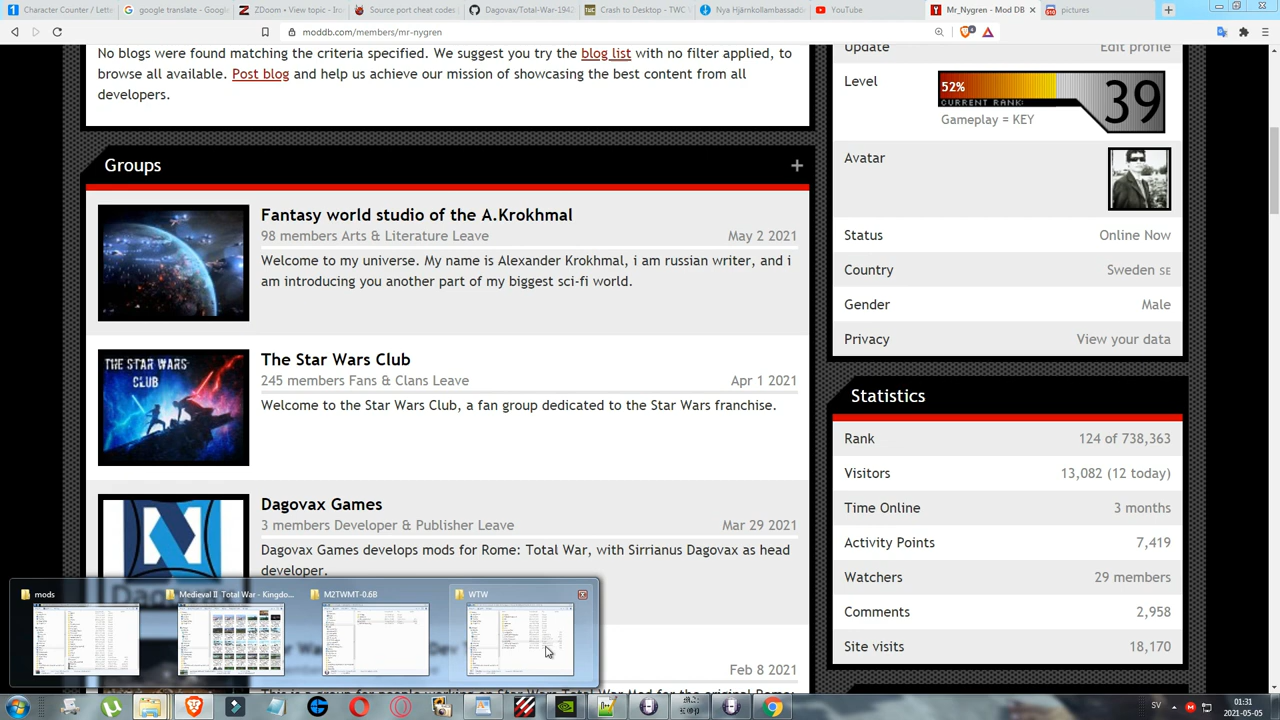 Character Counter / Letter
google translate - Google
ZDoom • View topic - Iron
Source port cheat codes
Dagovax/Total-War-1942
Crash to Desktop - TWC
Nya Hjärnkollambassadö
YouTube
Mr_Nygren - Mod DB
pictures
moddb.com/members/mr-nygren
No blogs were found matching the criteria specified. We suggest you try the blog list with no filter applied, to
browse all available. Post blog and help us achieve our mission of showcasing the best content from all
developers.
Groups
Fantasy world studio of the A.Krokhmal
98 members Arts & Literature Leave
May 2 2021
Welcome to my universe. My name is Alexander Krokhmal, i am russian writer, and i
am introducing you another part of my biggest sci-fi world.
THE STAR WARS
CLUB
The Star Wars Club
245 members Fans & Clans Leave
Apr 1 2021
Welcome to the Star Wars Club, a fan group dedicated to the Star Wars franchise.
Dagovax Games
3 members Developer & Publisher Leave
Mar 29 2021
Dagovax Games develops mods for Rome: Total War, with Sirrianus Dagovax as head
developer.
Feb 8 2021
Update
Edit profile
Level
52%
CURRENT RANK:
39
Gameplay = KEY
Avatar
Status
Online Now
Country
Sweden SE
Gender
Male
Privacy
View your data
Statistics
Rank
124 of 738,363
Visitors
13,082 (12 today)
Time Online
3 months
Activity Points
7,419
Watchers
29 members
Comments
2,958
Site visits
18,170
mods
Medieval II Total War - Kingdo...
M2TWMT-0.6B
WTW
SV
01:31
2021-05-05